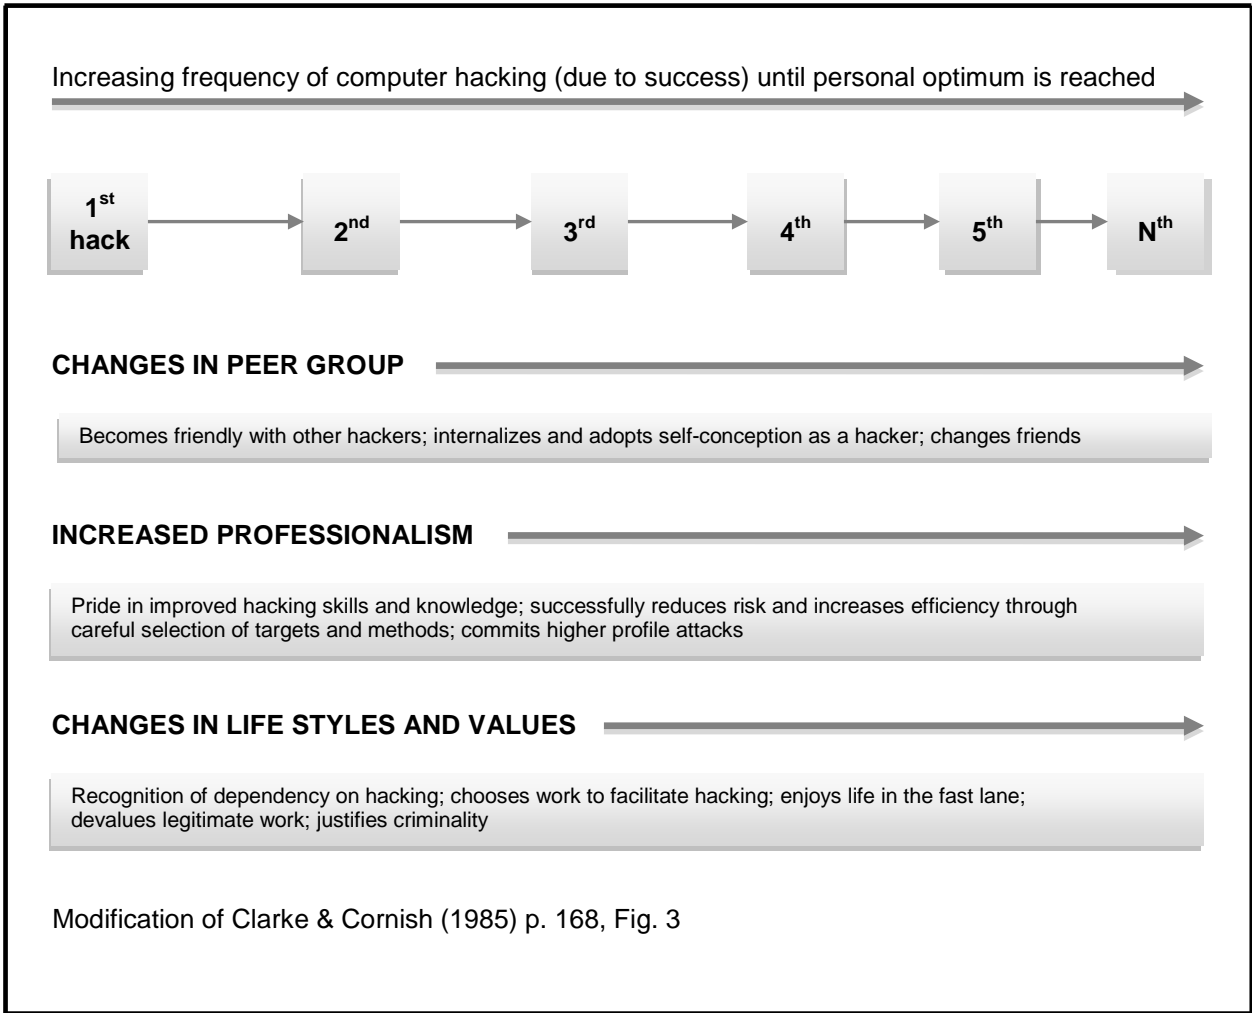 Increasing frequency of computer hacking (due to success) until personal optimum is reached
1st
hack
2nd
3rd
4th
5th
Nth
CHANGES IN PEER GROUP
Becomes friendly with other hackers; internalizes and adopts self-conception as a hacker; changes friends
INCREASED PROFESSIONALISM
Pride in improved hacking skills and knowledge; successfully reduces risk and increases efficiency through
careful selection of targets and methods; commits higher profile attacks
CHANGES IN LIFE STYLES AND VALUES
Recognition of dependency on hacking; chooses work to facilitate hacking; enjoys life in the fast lane;
devalues legitimate work; justifies criminality
Modification of Clarke & Cornish (1985) p. 168, Fig. 3